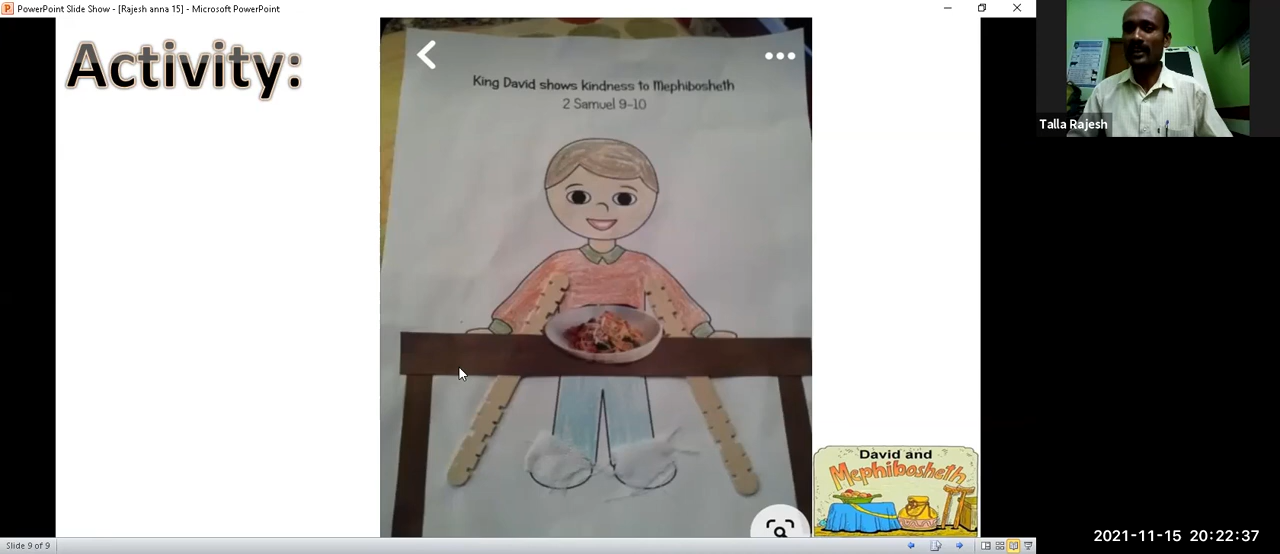 PowerPoint Slide Show - [Rajesh anna 15] - Microsoft PowerPoint
Activity:
King David shows kindness to Mephibosheth
2 Samuel 9-10
Talla Rajesh
David and
Mephibosheth
2021-11-15 20:22:37
Slide 9 of 9